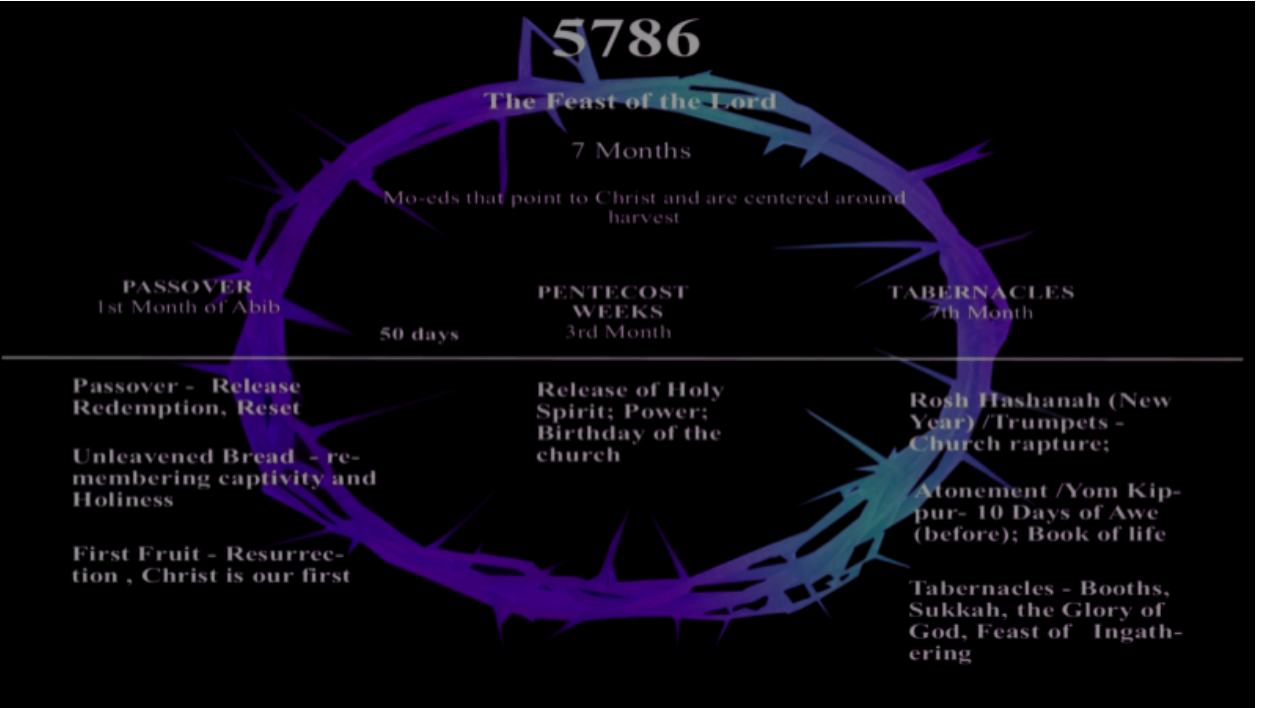 5786
The Feast of the Lord
7 Months
Mo-eds that point to Christ and are centered around
harvest
PASSOVER
1st Month of Abib
50 days
PENTECOST
WEEKS
3rd Month
TABERNACLES
7th Month
Passover - Release
Redemption, Reset
Unleavened Bread - re-
membering captivity and
Holiness
First Fruit - Resurrec-
tion , Christ is our first
Release of Holy
Spirit; Power;
Birthday of the
church
Rosh Hashanah (New
Year) /Trumpets -
Church rapture;
Atonement /Yom Kip-
pur- 10 Days of Awe
(before); Book of life
Tabernacles - Booths,
Sukkah, the Glory of
God, Feast of Ingath-
ering